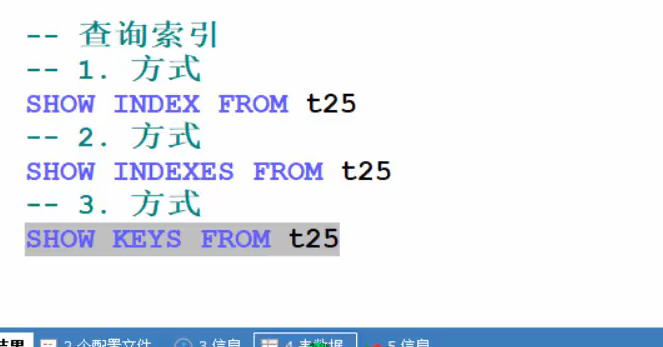 -- 查询索引
-- 1. 方式
SHOW INDEX FROM t25
-- 2. 方式
SHOW INDEXES FROM t25
-- 3. 方式
SHOW KEYS FROM t25
结果 2 个配置文件 3 信息 4 表数据 5 信息